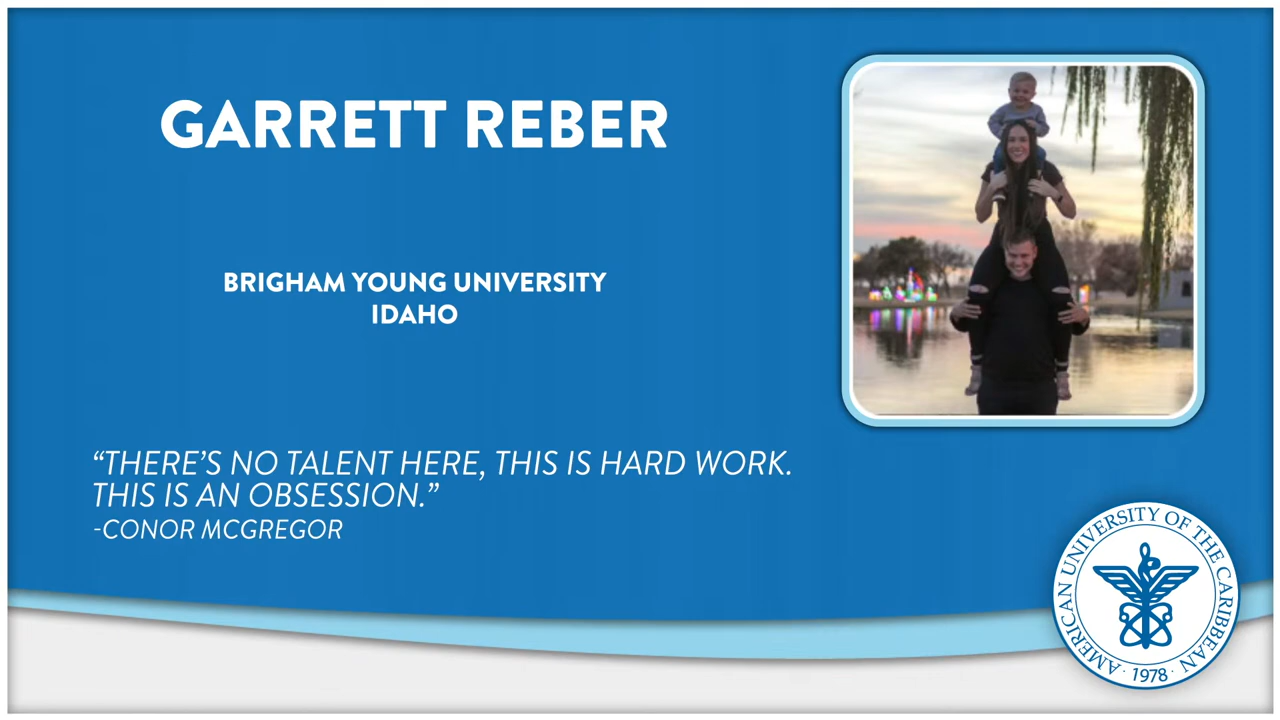 GARRETT REBER
BRIGHAM YOUNG UNIVERSITY
IDAHO
“THERE’S NO TALENT HERE, THIS IS HARD WORK.
THIS IS AN OBSESSION.”
-CONOR MCGREGOR
AMERICAN UNIVERSITY OF THE CARIBBEAN
· 1978 ·